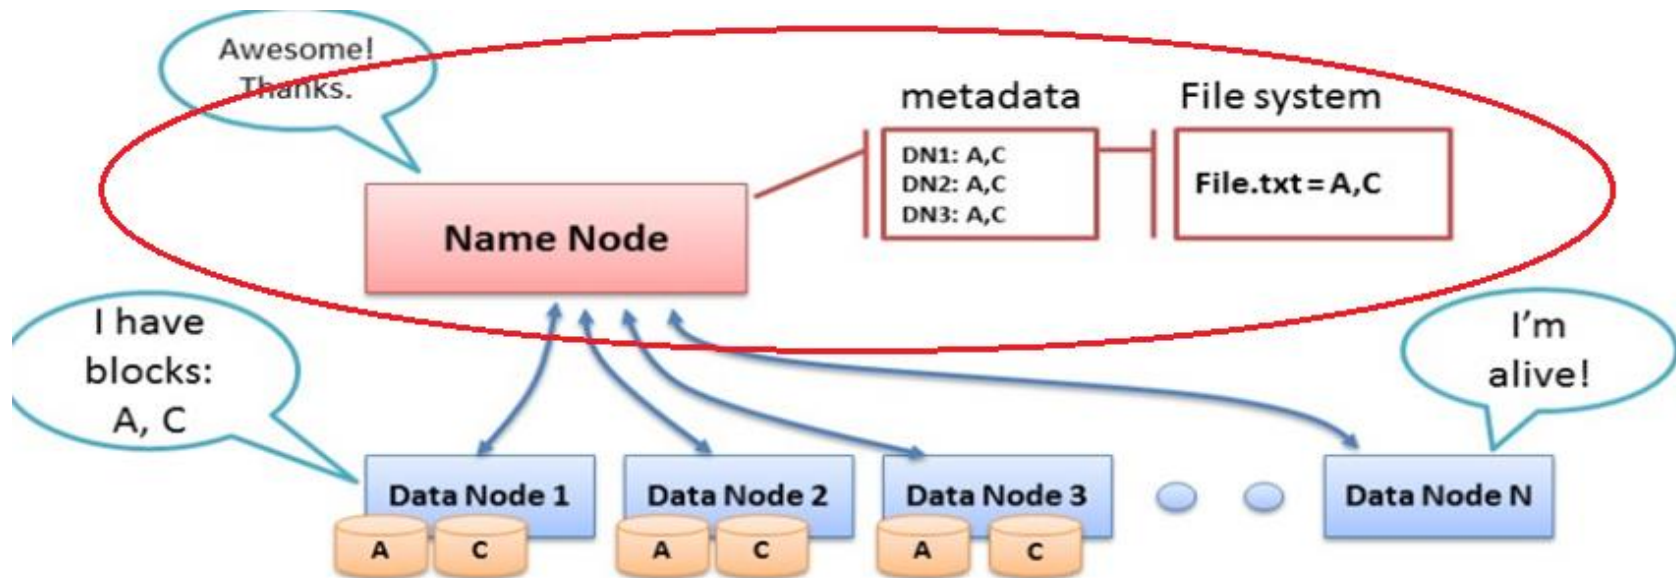 Awesome!
Thanks.
metadata
File system
DN1: A,C
DN2: A,C
DN3: A,C
File.txt = A,C
Name Node
I have
blocks:
A, C
I'm
alive!
Data Node 1
Data Node 2
Data Node 3
Data Node N
A
C
A
C
A
C